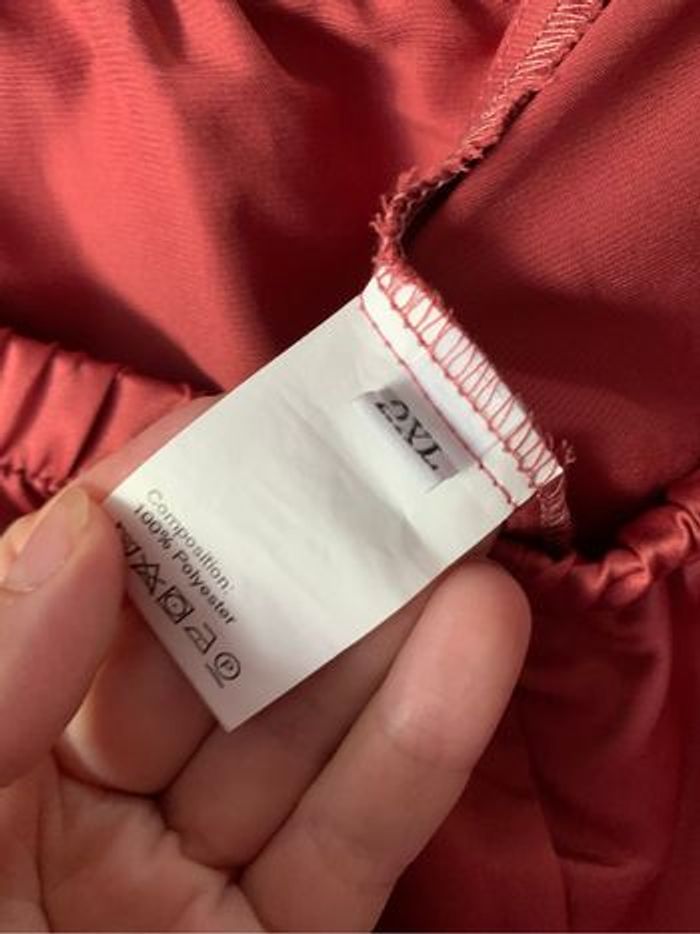 2XL
Composition:
100% Polyester
P